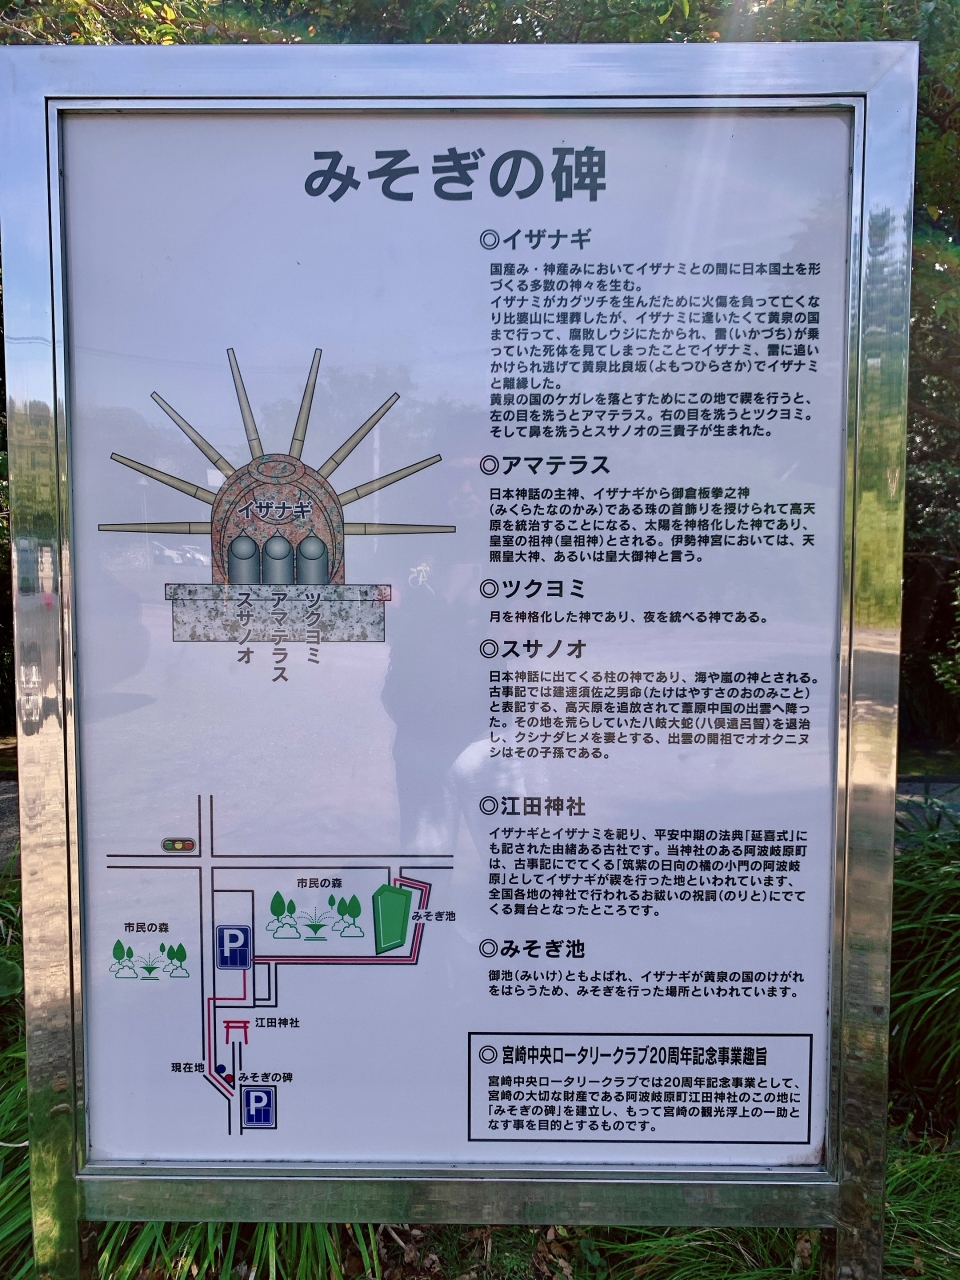 みそぎの碑
◎イザナギ
国産み・神産みにおいてイザナミとの間に日本国土を形
づくる多数の神々を生む。
イザナミがカグツチを生んだために火傷を負って亡くな
り比婆山に埋葬したが、イザナミに逢いたくて黄泉の国
まで行って、腐敗しウジにたかられ、雷(いかづち)が乗
っていた死体を見てしまったことでイザナミ、雷に追い
かけられ逃げて黄泉比良坂(よもつひらさか)でイザナミ
と離縁した。
黄泉の国のケガレを落とすためにこの地で禊を行うと、
左の目を洗うとアマテラス。右の目を洗うとツクヨミ。
そして鼻を洗うとスサノオの三貴子が生まれた。
◎アマテラス
日本神話の主神、イザナギから御倉板挙之神
(みくらたなのかみ)である珠の首飾りを授けられて高天
原を統治することになる、太陽を神格化した神であり、
皇室の祖神(皇祖神)とされる。伊勢神宮においては、天
照皇大神、あるいは皇大御神と言う。
◎ツクヨミ
月を神格化した神であり、夜を統べる神である。
◎スサノオ
日本神話に出てくる柱の神であり、海や嵐の神とされる。
古事記では建速須佐之男命(たけはやすさのおのみこと)
と表記する、高天原を追放されて葦原中国の出雲へ降っ
た。その地を荒らしていた八岐大蛇(八俣遠呂智)を退治
し、クシナダヒメを妻とする、出雲の開祖でオオクニヌ
シはその子孫である。
◎江田神社
イザナギとイザナミを祀り、平安中期の法典「延喜式」に
も記された由緒ある古社です。当神社のある阿波岐原町
は、古事記にでてくる「筑紫の日向の橘の小門の阿波岐
原」としてイザナギが禊を行った地といわれています、
全国各地の神社で行われるお祓いの祝詞(のりと)にでて
くる舞台となったところです。
◎みそぎ池
御池(みいけ)ともよばれ、イザナギが黄泉の国のけがれ
をはらうため、みそぎを行った場所といわれています。
◎宮崎中央ロータリークラブ20周年記念事業趣旨
宮崎中央ロータリークラブでは20周年記念事業として、
宮崎の大切な財産である阿波岐原町江田神社のこの地に
「みそぎの碑」を建立し、もって宮崎の観光浮上の一助と
なす事を目的とするものです。
イザナギ
スサノオ
アマテラス
ツクヨミ
市民の森
みそぎ池
市民の森
P
江田神社
現在地
みそぎの碑
P